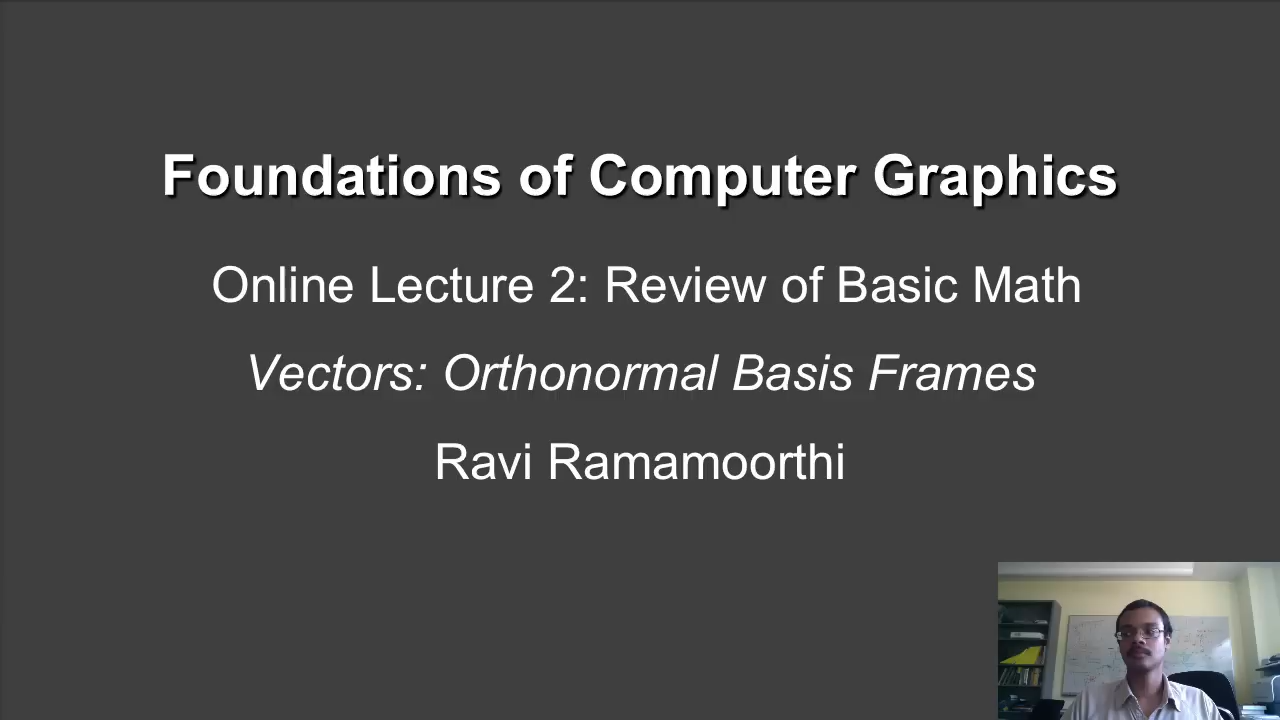 Foundations of Computer Graphics
Online Lecture 2: Review of Basic Math
Vectors: Orthonormal Basis Frames
Ravi Ramamoorthi